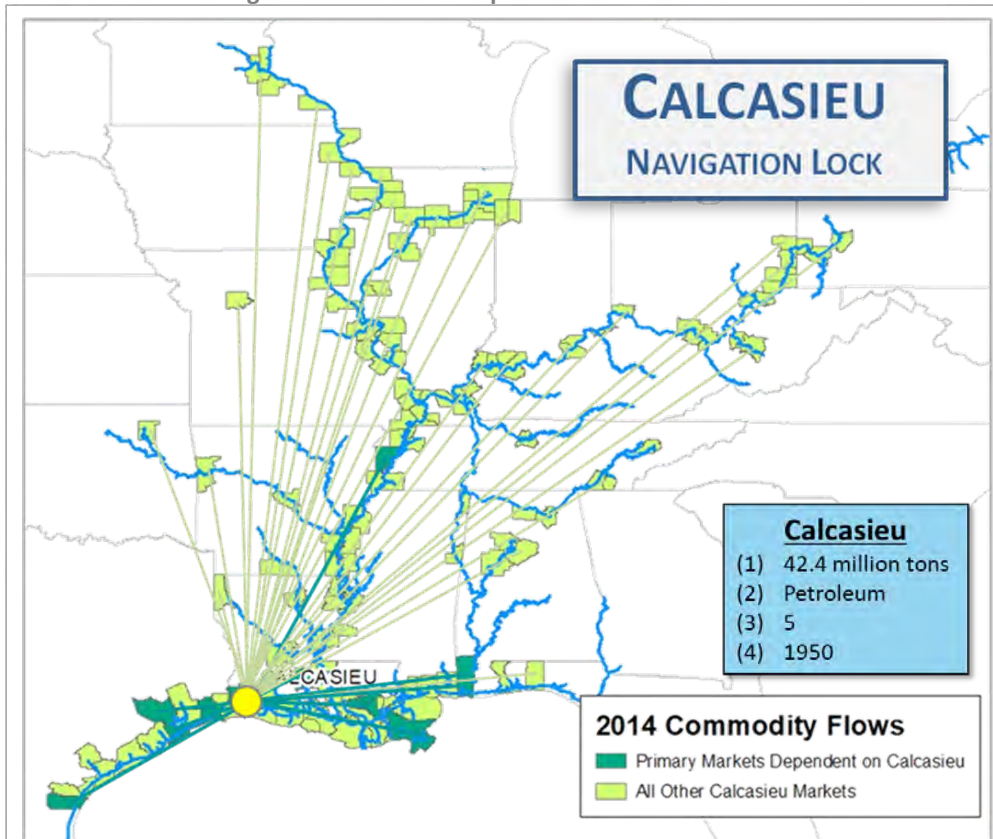 CALCASIEU
NAVIGATION LOCK
Calcasieu
(1) 42.4 million tons
(2) Petroleum
(3) 5
(4) 1950
ALCASIEU
2014 Commodity Flows
Primary Markets Dependent on Calcasieu
All Other Calcasieu Markets